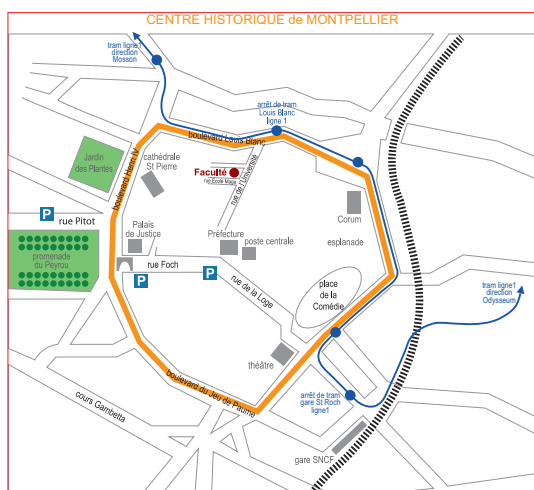 CENTRE HISTORIQUE de MONTPELLIER
tram ligne1
direction
Mosson
arrêt de tram
Louis Blanc
ligne 1
boulevard Louis Blanc
Jardin
des Plantes
boulevard Henri IV
cathédrale
St Pierre
Faculté
rue Ecole Mage
rue de l'Université
P
rue Pitot
Palais
de Justice
Préfecture
poste centrale
Corum
esplanade
promenade
du Peyrou
rue Foch
P
P
rue de la Loge
place
de la
Comédie
tram ligne1
direction
Odysseum
théâtre
boulevard du Jeu de Paume
arrêt de tram
gare St Roch
ligne1
cours Gambetta
gare SNCF